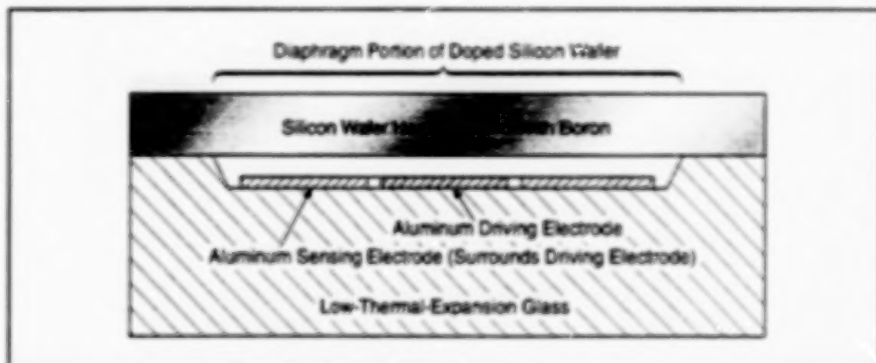 Diaphragm Portion of Doped Silicon Wafer
Silicon Wafer Boron
Aluminum Driving Electrode
Aluminum Sensing Electrode (Surrounds Driving Electrode)
Low-Thermal-Expansion Glass